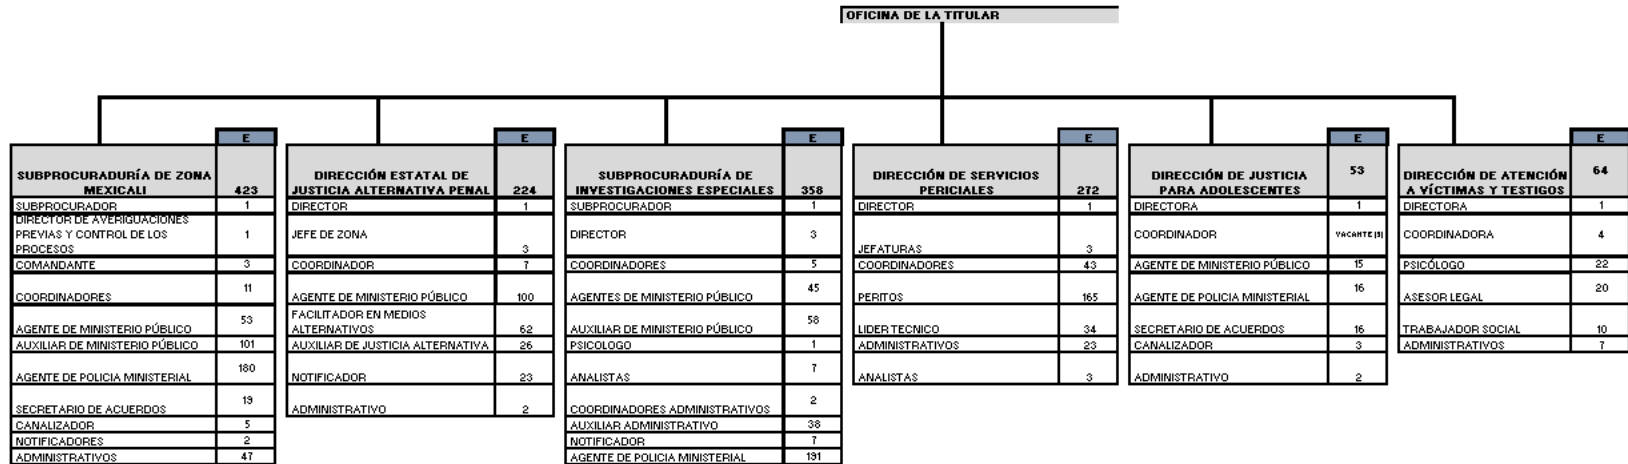 OFICINA DE LA TITULAR
E
SUBPROCURADURÍA DE ZONA
MEXICALI 423
SUBPROCURADOR 1
DIRECTOR DE AVERIGUACIONES
PREVIAS Y CONTROL DE LOS 1
PROCESOS
COMANDANTE 3
COORDINADORES 11
AGENTE DE MINISTERIO PÚBLICO 53
AUXILIAR DE MINISTERIO PÚBLICO 101
AGENTE DE POLICIA MINISTERIAL 180
SECRETARIO DE ACUERDOS 19
CANALIZADOR 5
NOTIFICADORES 2
ADMINISTRATIVOS 47
E
DIRECCIÓN ESTATAL DE
JUSTICIA ALTERNATIVA PENAL 224
DIRECTOR 1
JEFE DE ZONA 3
COORDINADOR 7
AGENTE DE MINISTERIO PÚBLICO 100
FACILITADOR EN MEDIOS
ALTERNATIVOS 62
AUXILIAR DE JUSTICIA ALTERNATIVA 26
NOTIFICADOR 23
ADMINISTRATIVO 2
E
SUBPROCURADURÍA DE
INVESTIGACIONES ESPECIALES 358
SUBPROCURADOR 1
DIRECTOR 3
COORDINADORES 5
AGENTES DE MINISTERIO PÚBLICO 45
AUXILIAR DE MINISTERIO PÚBLICO 58
PSICOLOGO 1
ANALISTAS 7
COORDINADORES ADMINISTRATIVOS 2
AUXILIAR ADMINISTRATIVO 38
NOTIFICADOR 7
AGENTE DE POLICIA MINISTERIAL 191
E
DIRECCIÓN DE SERVICIOS
PERICIALES 272
DIRECTOR 1
JEFATURAS 3
COORDINADORES 43
PERITOS 165
LIDER TECNICO 34
ADMINISTRATIVOS 23
ANALISTAS 3
E
DIRECCIÓN DE JUSTICIA 53
PARA ADOLESCENTES
DIRECTORA 1
COORDINADOR VACANTE
AGENTE DE MINISTERIO PÚBLICO 15
AGENTE DE POLICIA MINISTERIAL 16
SECRETARIO DE ACUERDOS 16
CANALIZADOR 3
ADMINISTRATIVO 2
E
DIRECCIÓN DE ATENCIÓN 64
A VÍCTIMAS Y TESTIGOS
DIRECTORA 1
COORDINADORA 4
PSICÓLOGO 22
ASESOR LEGAL 20
TRABAJADOR SOCIAL 10
ADMINISTRATIVOS 7